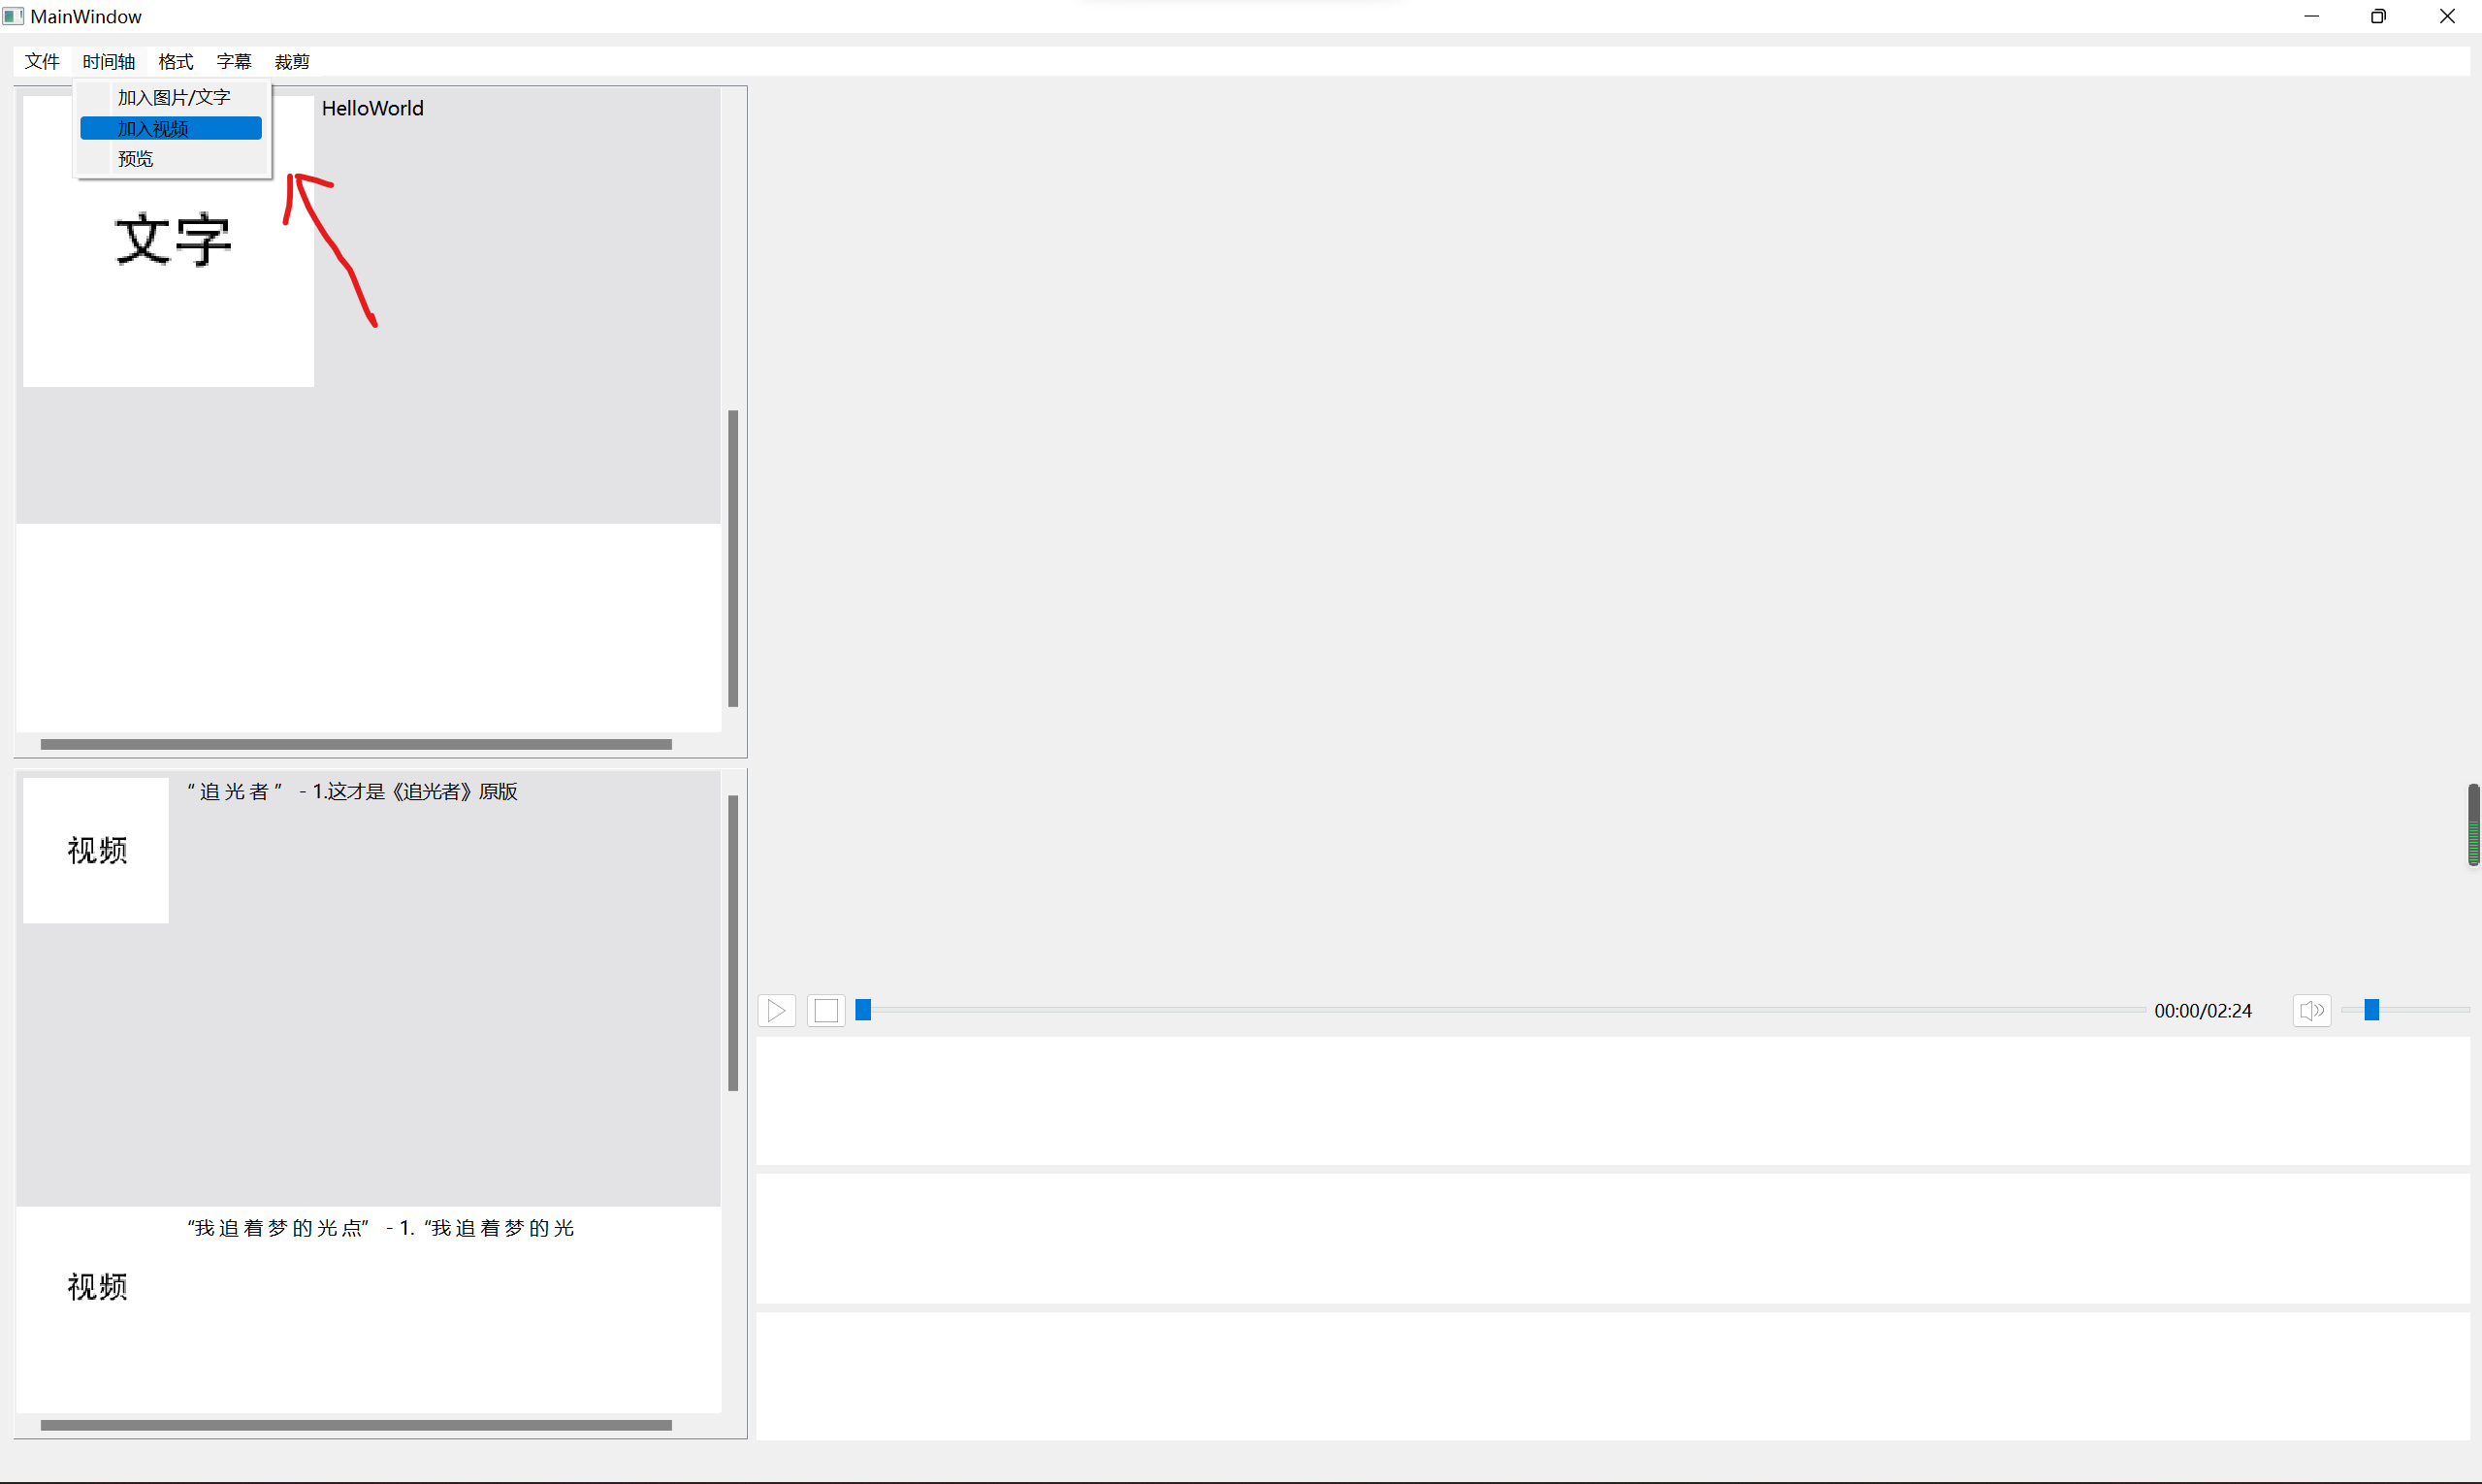 MainWindow
文件 时间轴 格式 字幕 裁剪
加入图片/文字
加入视频
预览
HelloWorld
文字
“ 追 光 者 ” - 1.这才是《追光者》原版
视频
00:00/02:24
“我 追 着 梦 的 光 点” - 1. “我 追 着 梦 的 光
视频